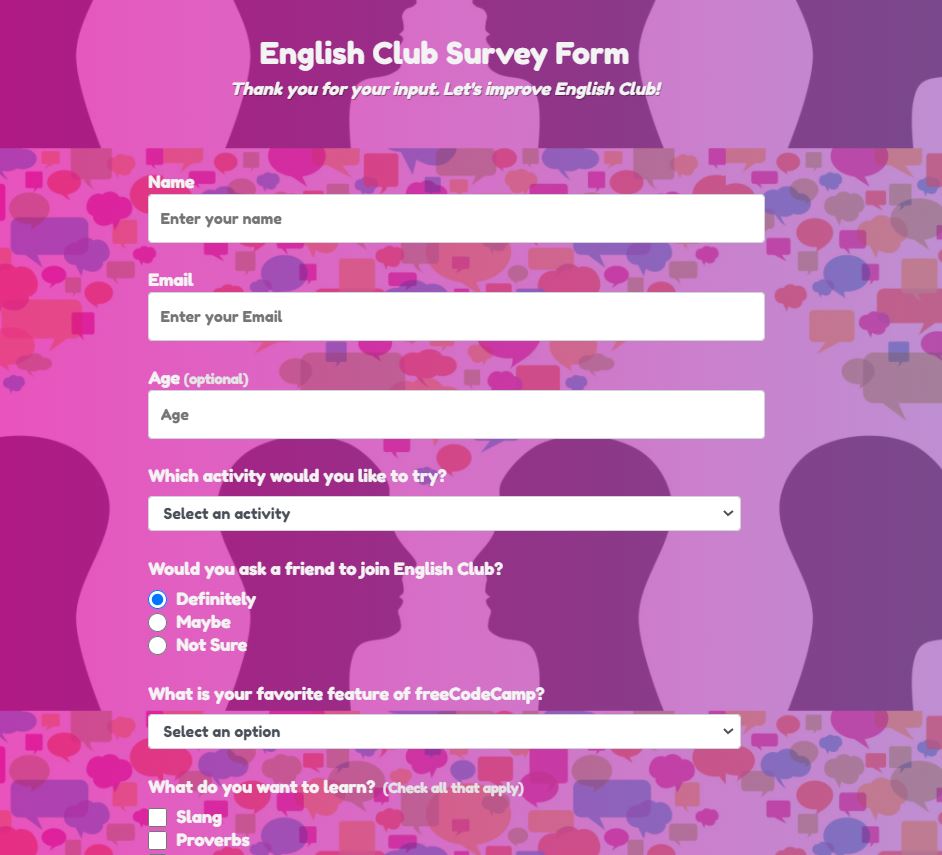 English Club Survey Form
Thank you for your input. Let's improve English Club!
Name
Enter your name
Email
Enter your Email
Age (optional)
Age
Which activity would you like to try?
Select an activity
Would you ask a friend to join English Club?
Definitely
Maybe
Not Sure
What is your favorite feature of freeCodeCamp?
Select an option
What do you want to learn? (Check all that apply)
Slang
Proverbs